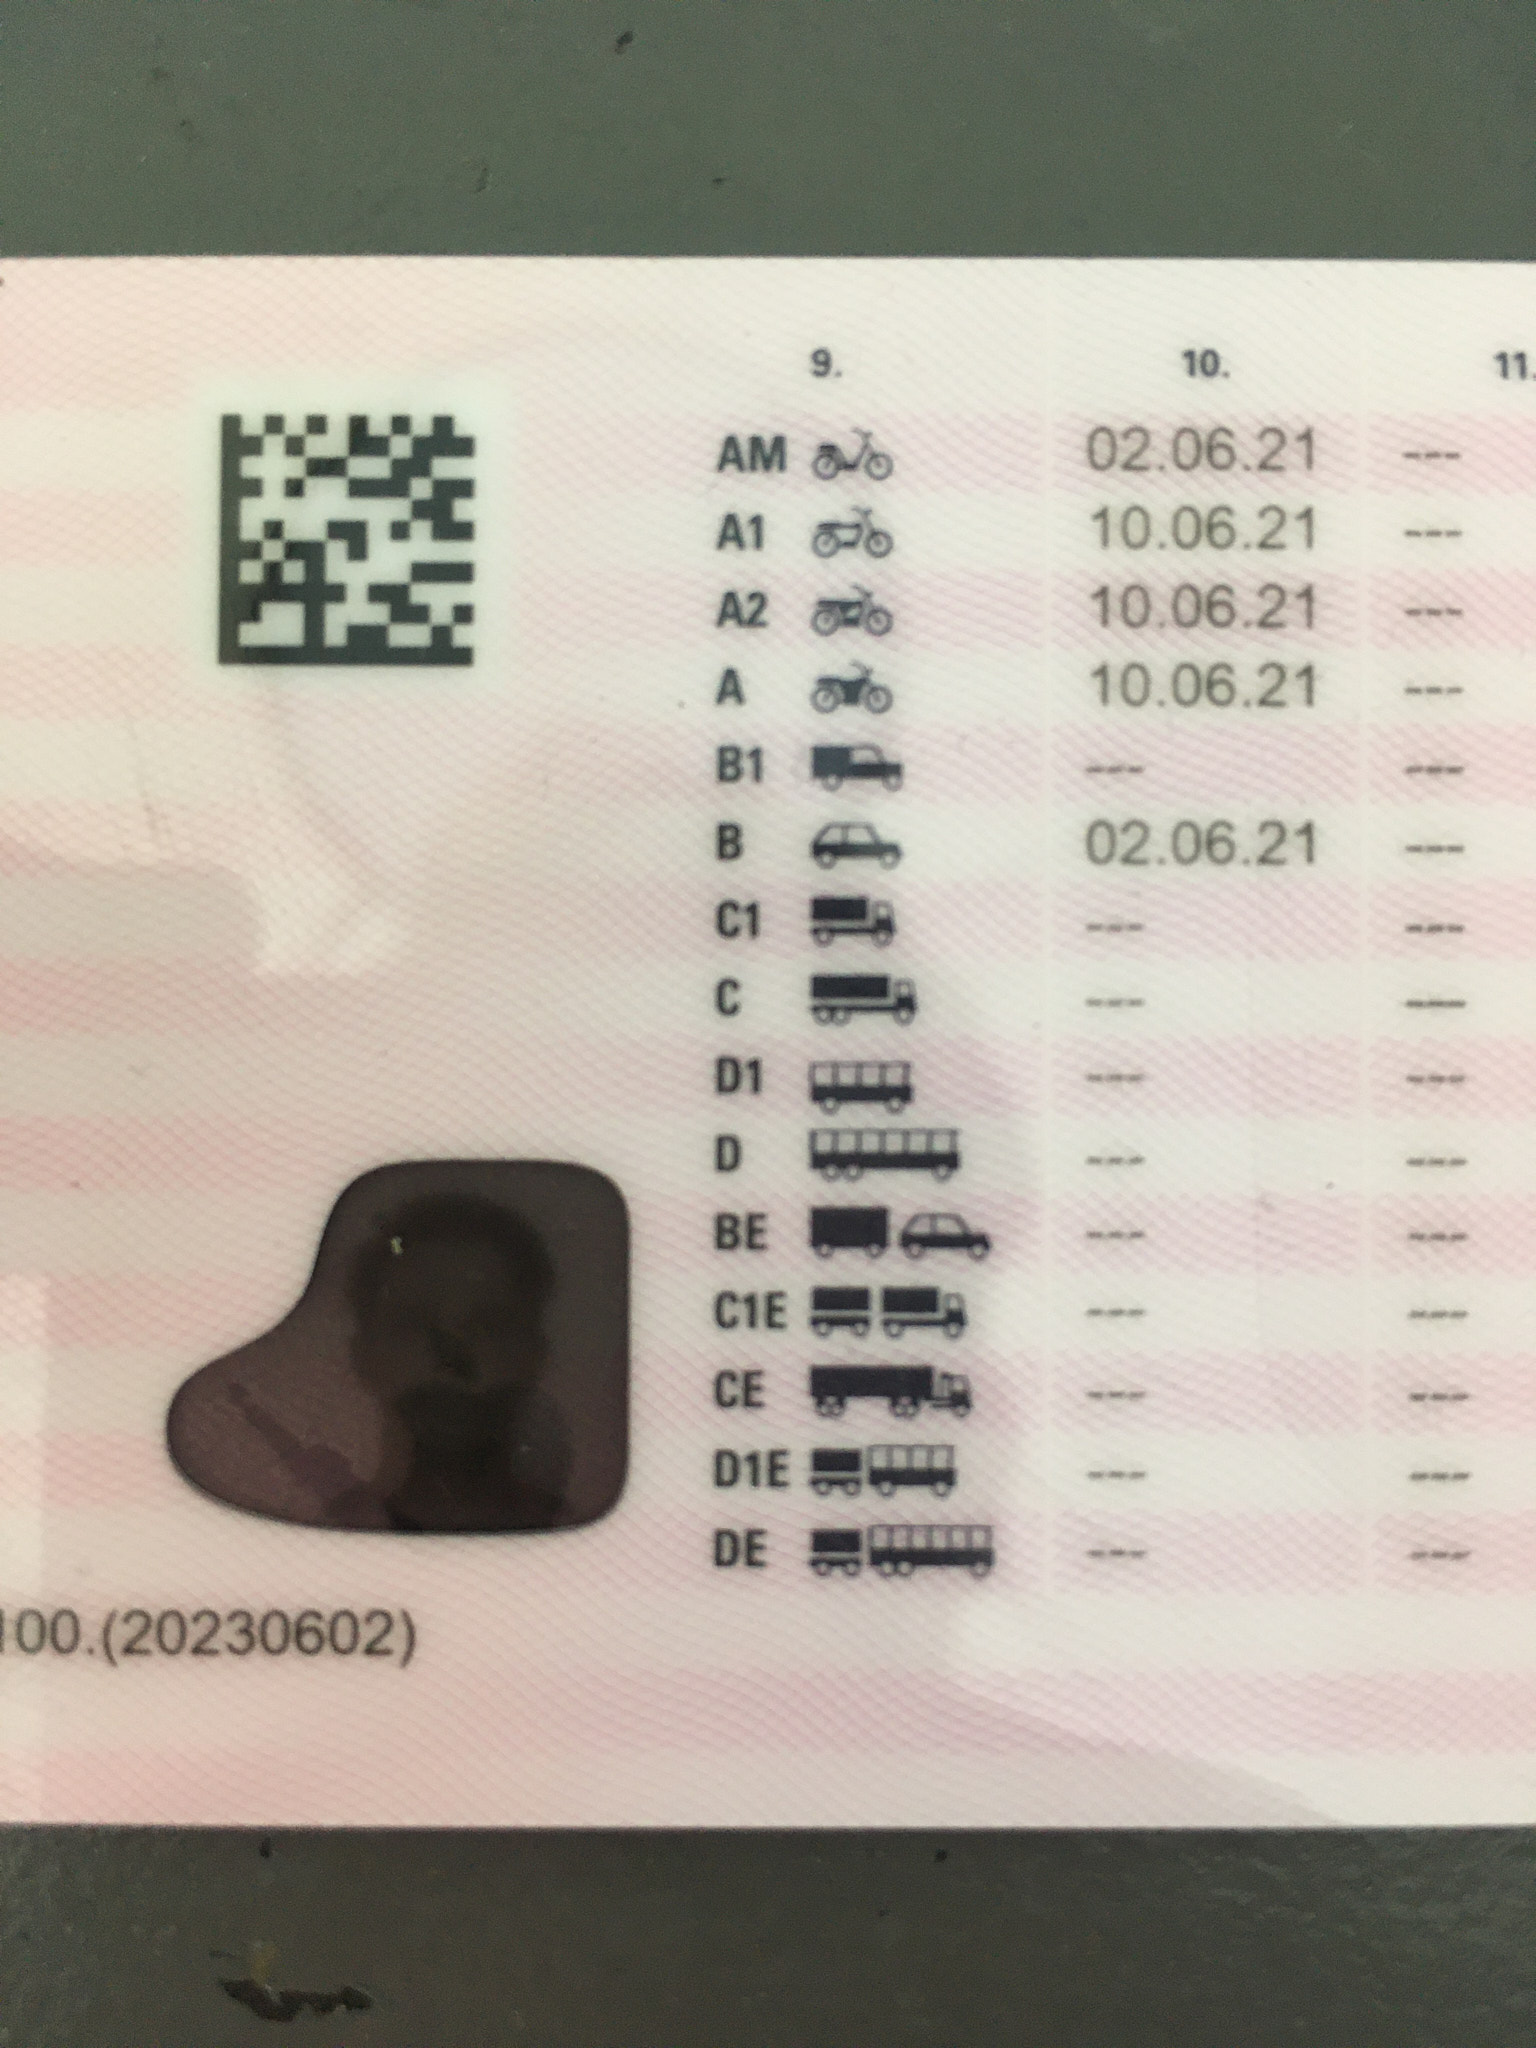 9. 10. 11.
AM 02.06.21 ---
A1 10.06.21 ---
A2 10.06.21 ---
A 10.06.21 ---
B1 --- ---
B 02.06.21 ---
C1 --- ---
C --- ---
D1 --- ---
D --- ---
BE --- ---
C1E --- ---
CE --- ---
D1E --- ---
DE --- ---
100.(20230602)